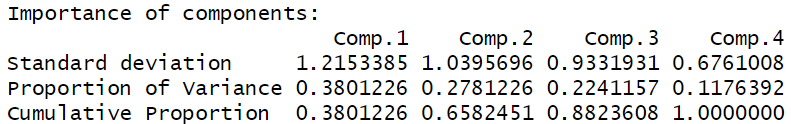 Importance of components:
                          Comp.1    Comp.2    Comp.3    Comp.4
Standard deviation     1.2153385 1.0395696 0.9331931 0.6761008
Proportion of Variance 0.3801226 0.2781226 0.2241157 0.1176392
Cumulative Proportion  0.3801226 0.6582451 0.8823608 1.0000000